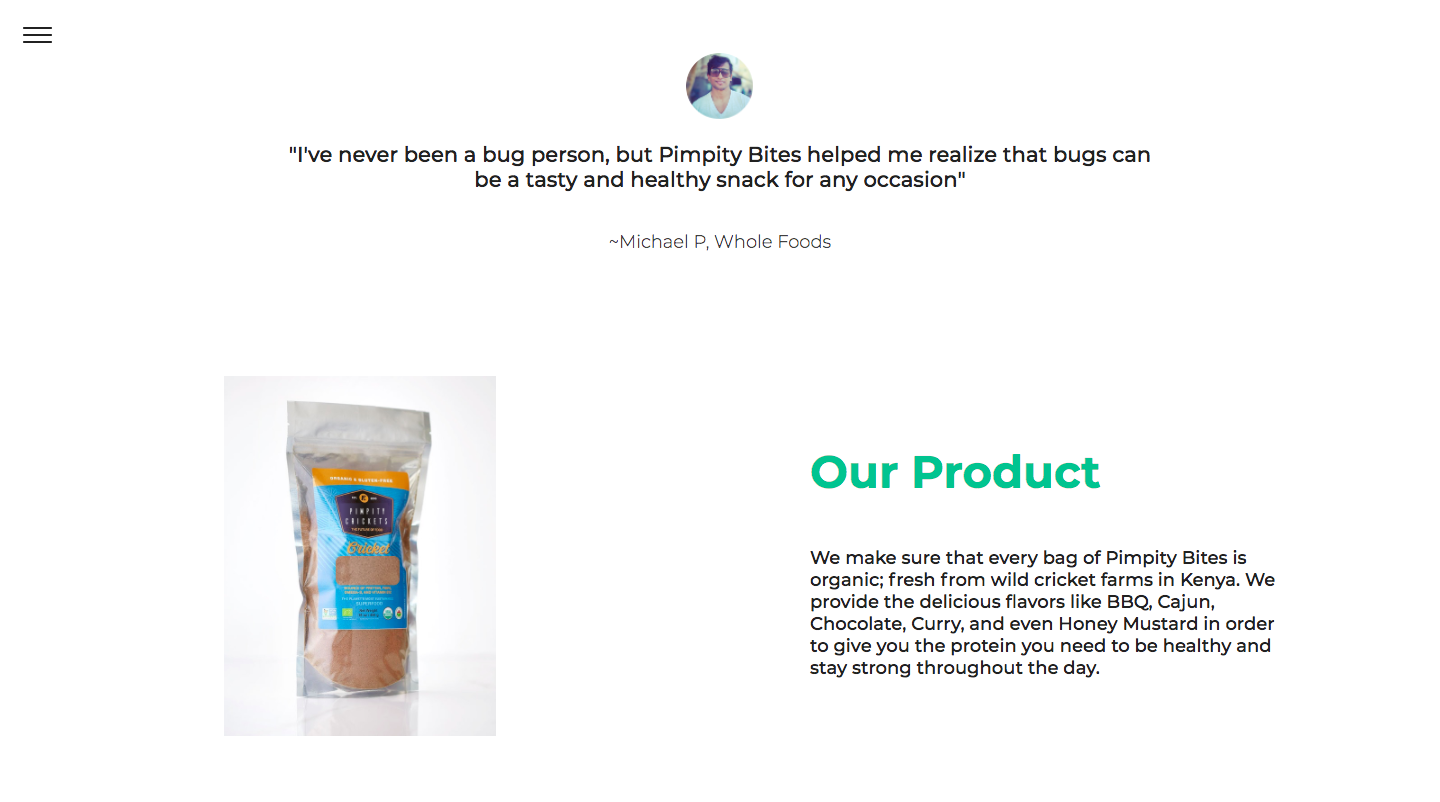 "I've never been a bug person, but Pimpity Bites helped me realize that bugs can
be a tasty and healthy snack for any occasion"
~Michael P, Whole Foods
ORGANIC & GLUTEN-FREE
PIMPITY
CRICKETS
THE FUTURE OF FOOD
Cricket
SUPERFOOD
Our Product
We make sure that every bag of Pimpity Bites is
organic; fresh from wild cricket farms in Kenya. We
provide the delicious flavors like BBQ, Cajun,
Chocolate, Curry, and even Honey Mustard in order
to give you the protein you need to be healthy and
stay strong throughout the day.